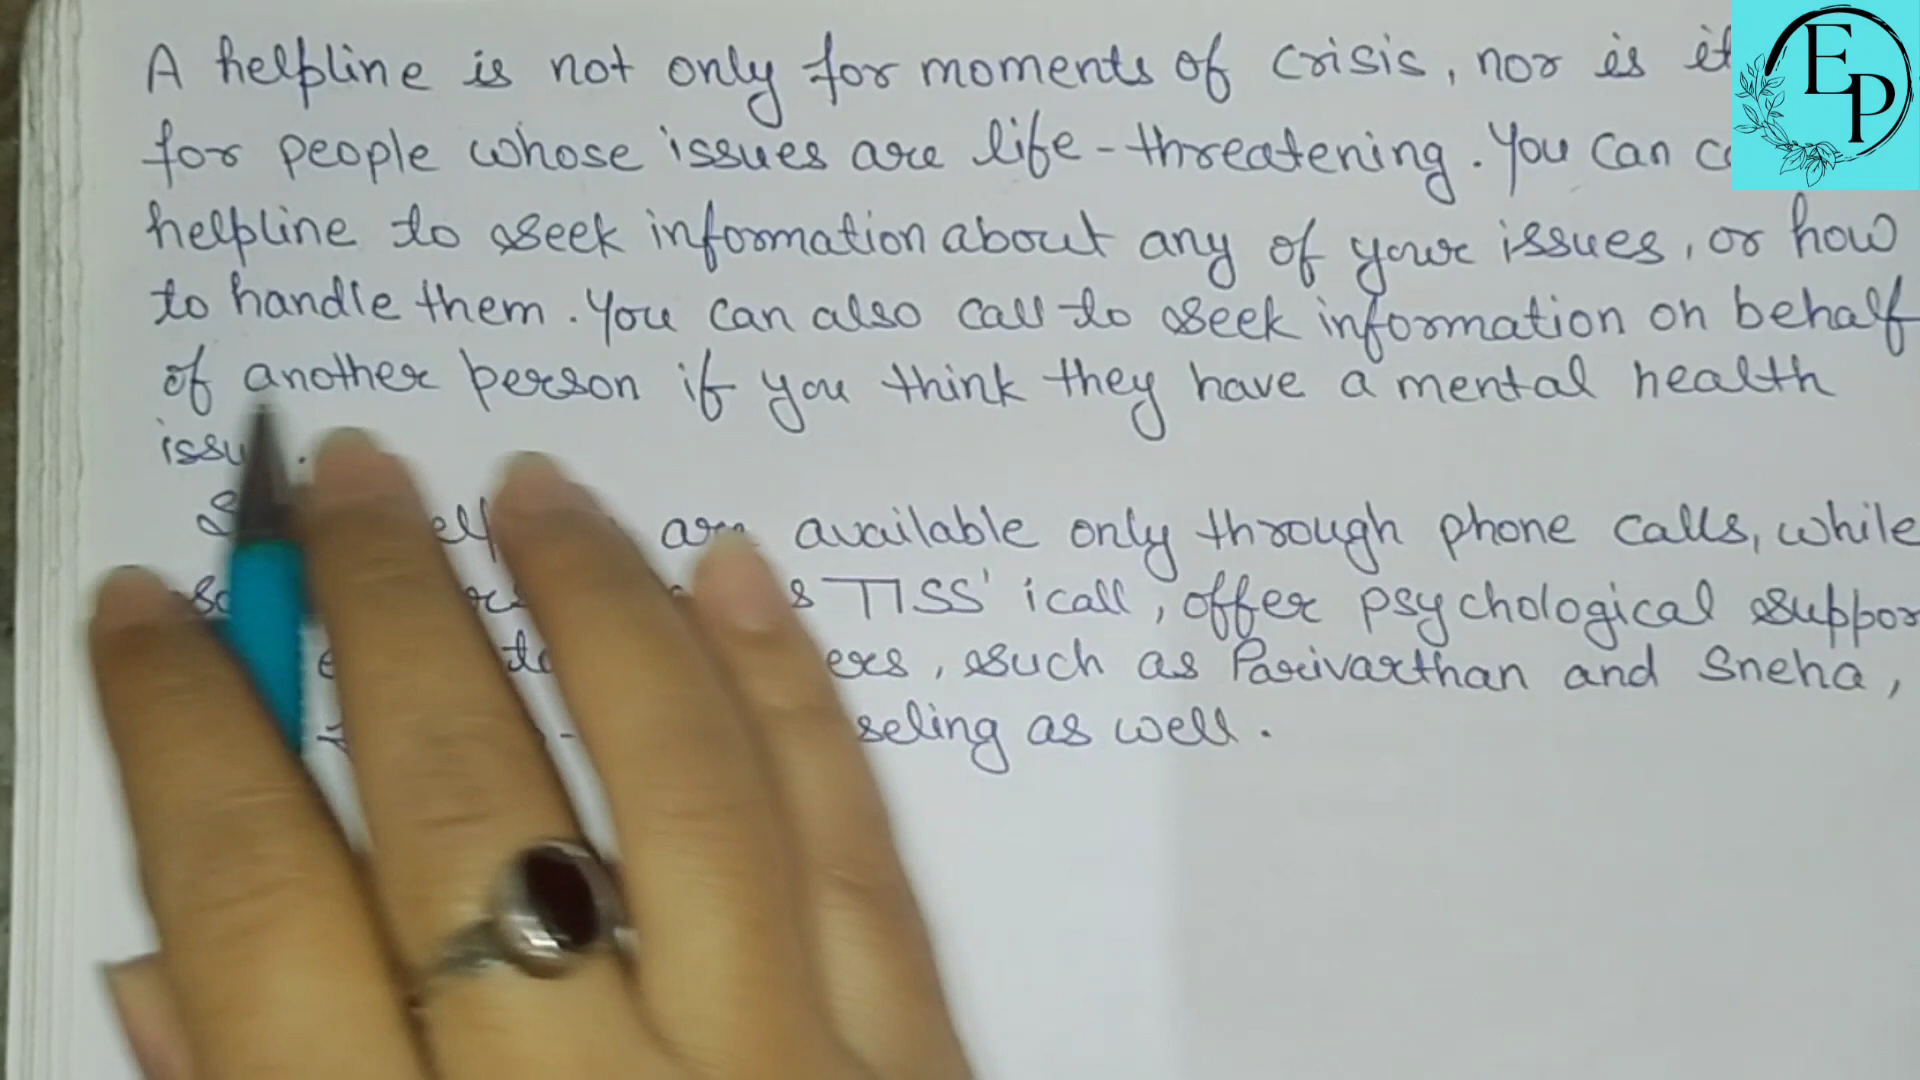 A helpline is not only for moments of crisis, nor is it
for people whose issues are life-threatening. You can
helpline to seek information about any of your issues, or how
to handle them. You can also call to seek information on behalf
of another person if you think they have a mental health
are available only through phone calls, while
TISS' icall, offer psychological
such as Parivarthan and Sneha,
as well.
EP